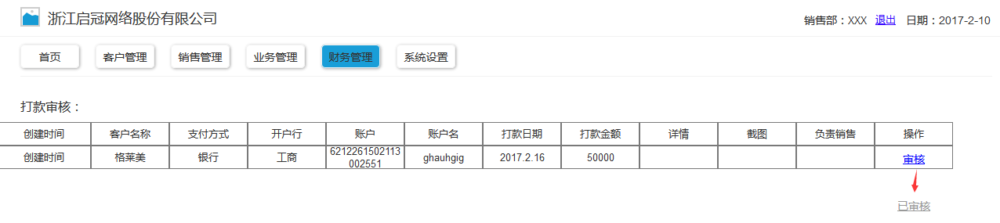 浙江启冠网络股份有限公司
销售部：XXX 退出 日期：2017-2-10
首页 客户管理 销售管理 业务管理 财务管理 系统设置
打款审核：
创建时间 客户名称 支付方式 开户行 账户 账户名 打款日期 打款金额 详情 截图 负责销售 操作
创建时间 格莱美 银行 工商 6212261502113 ghauhgig 2017.2.16 50000 审核
002551
已审核